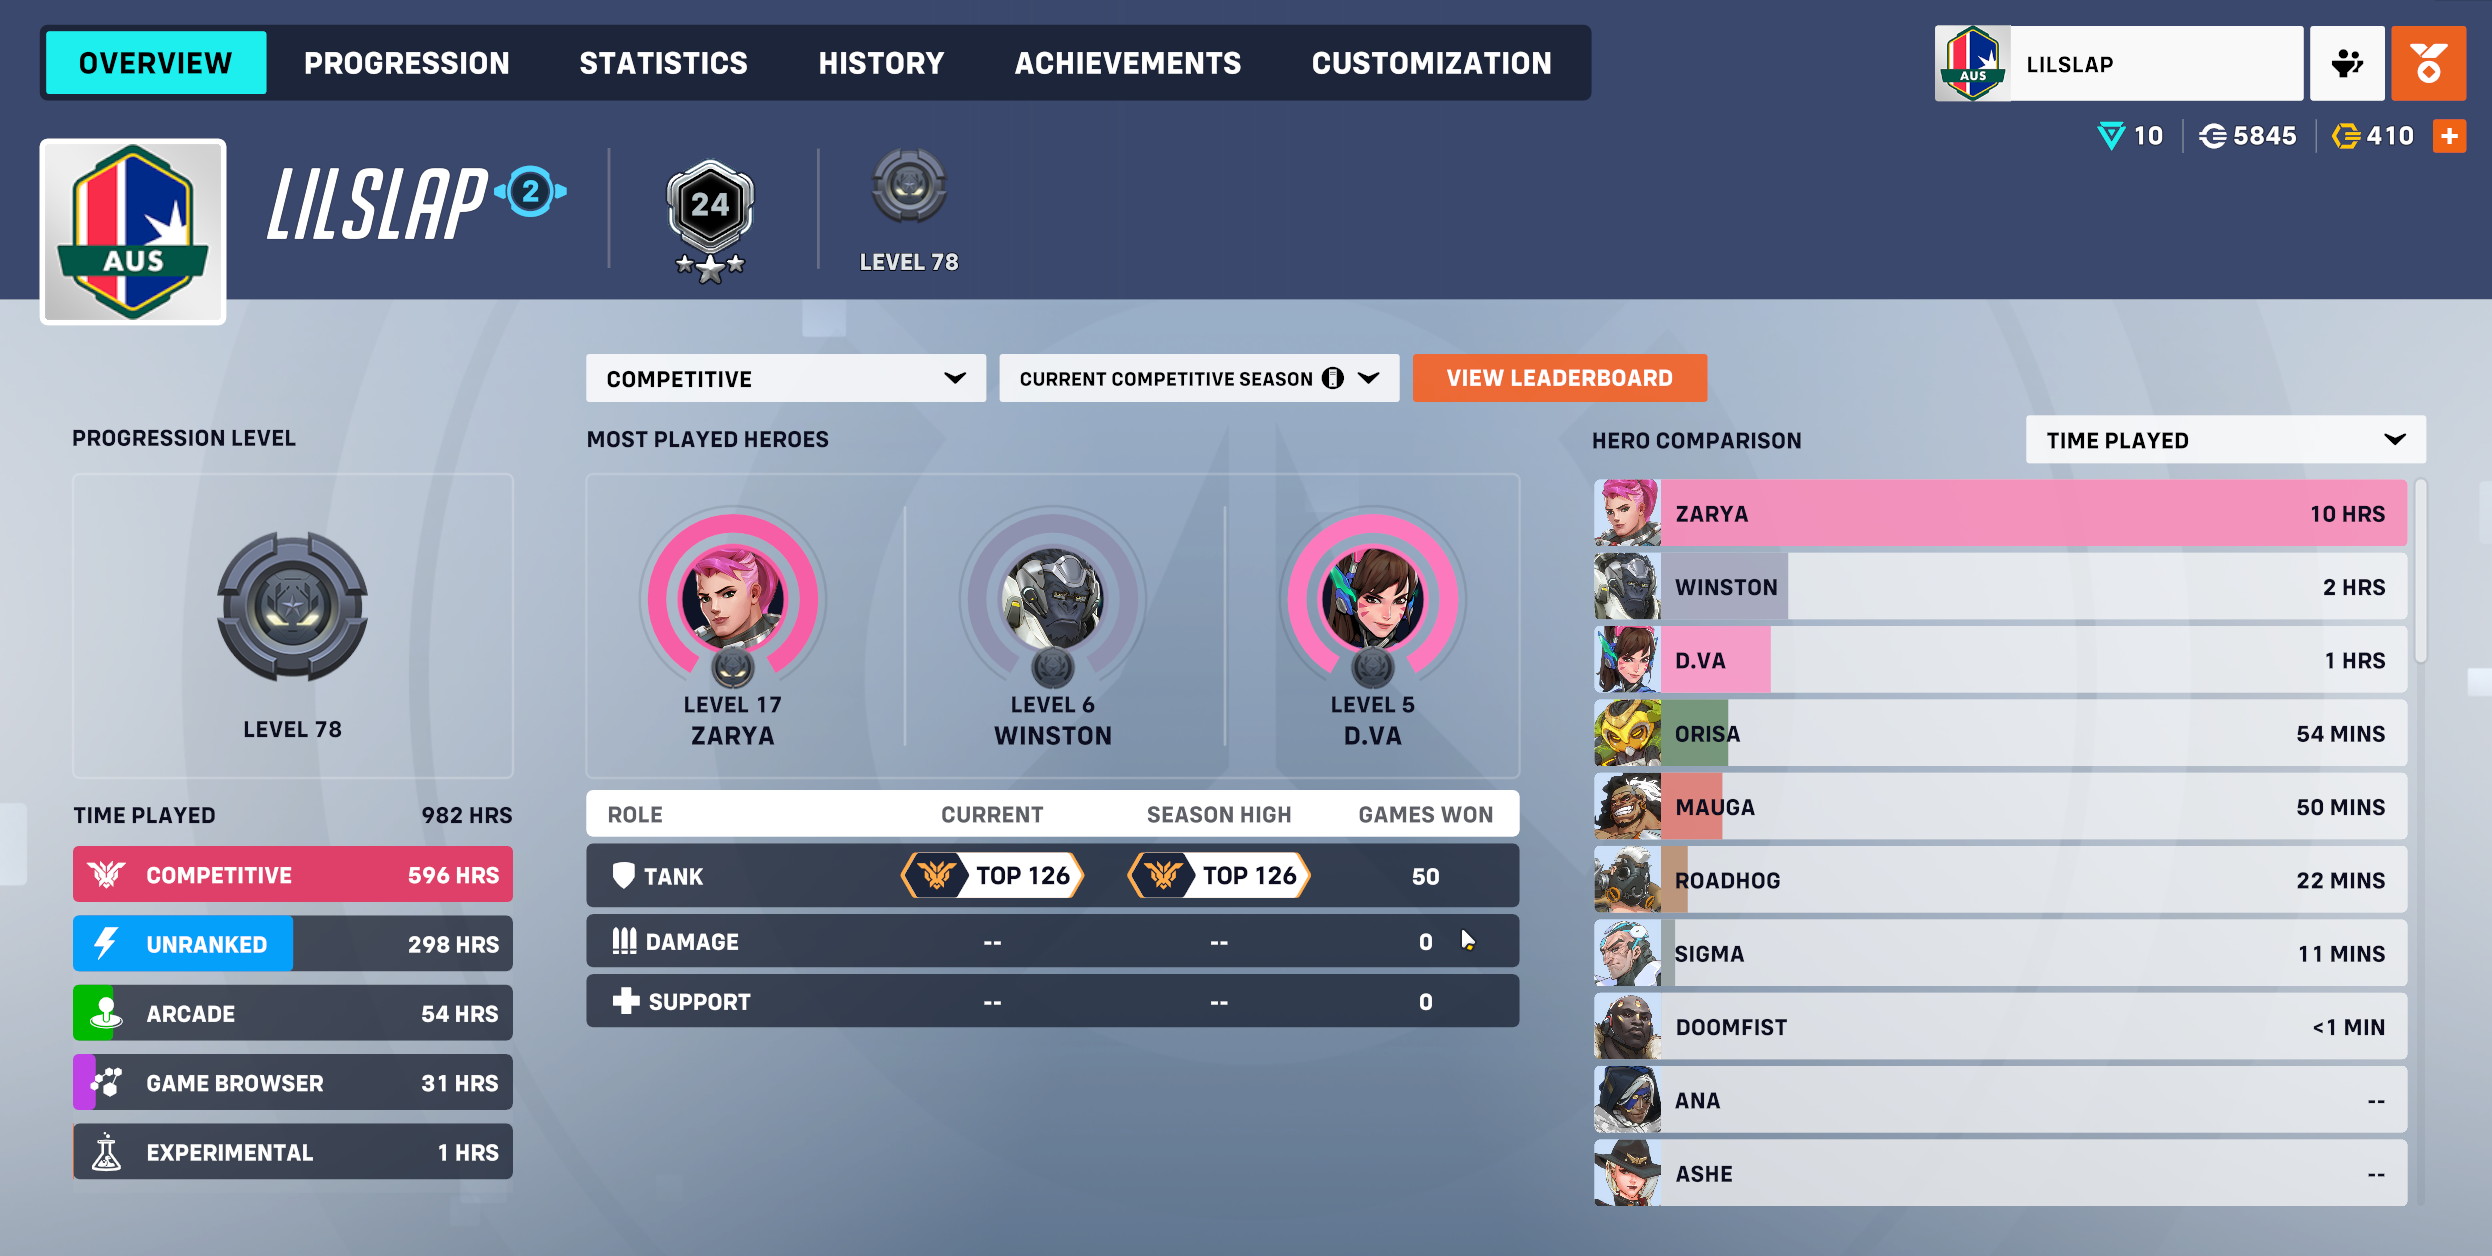 OVERVIEW PROGRESSION STATISTICS HISTORY ACHIEVEMENTS CUSTOMIZATION
AUS LILSLAP
10 5845 410 +
AUS
LILSLAP 2
24
LEVEL 78
COMPETITIVE CURRENT COMPETITIVE SEASON VIEW LEADERBOARD
PROGRESSION LEVEL
LEVEL 78
TIME PLAYED 982 HRS
COMPETITIVE 596 HRS
UNRANKED 298 HRS
ARCADE 54 HRS
GAME BROWSER 31 HRS
EXPERIMENTAL 1 HRS
MOST PLAYED HEROES
LEVEL 17
ZARYA
LEVEL 6
WINSTON
LEVEL 5
D.VA
ROLE CURRENT SEASON HIGH GAMES WON
TANK TOP 126 TOP 126 50
DAMAGE -- -- 0
SUPPORT -- -- 0
HERO COMPARISON TIME PLAYED
ZARYA 10 HRS
WINSTON 2 HRS
D.VA 1 HRS
ORISA 54 MINS
MAUGA 50 MINS
ROADHOG 22 MINS
SIGMA 11 MINS
DOOMFIST <1 MIN
ANA --
ASHE --